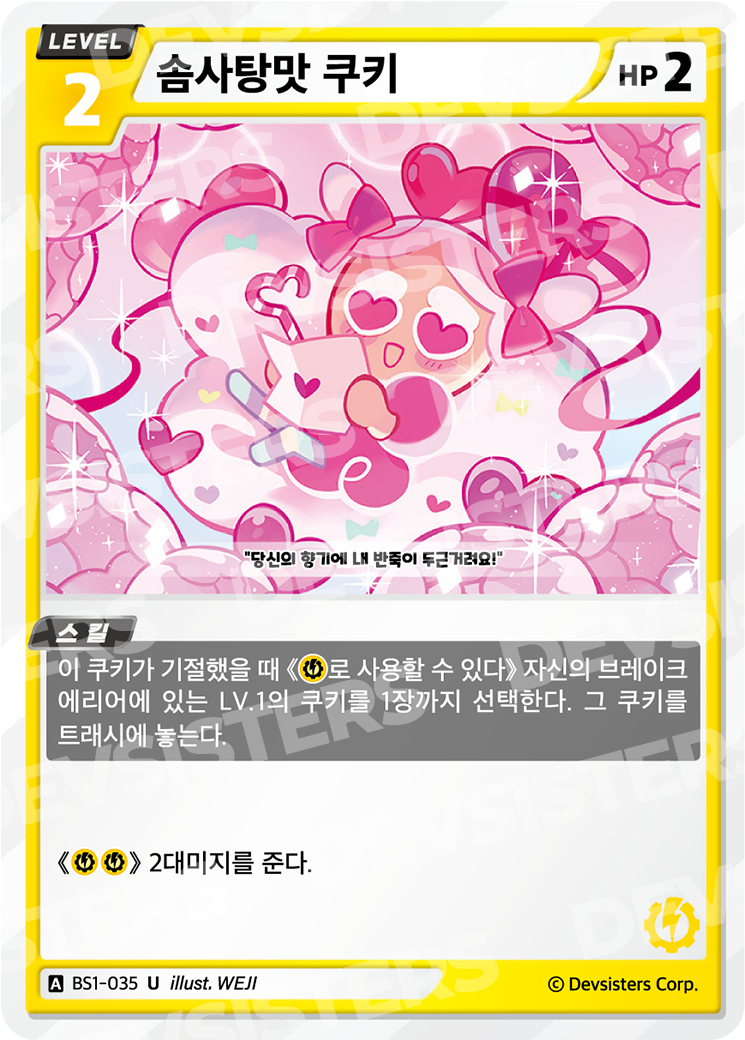 LEVEL
2
솜사탕맛 쿠키
HP 2
"당신의 향기에 내 반죽이 두근거려요!"
스킬
이 쿠키가 기절했을 때 《로 사용할 수 있다》 자신의 브레이크
에리어에 있는 LV.1의 쿠키를 1장까지 선택한다. 그 쿠키를
트래시에 놓는다.
《》 2대미지를 준다.
A BS1-035 U illust. WEJI
© Devsisters Corp.
DEVSISTERS